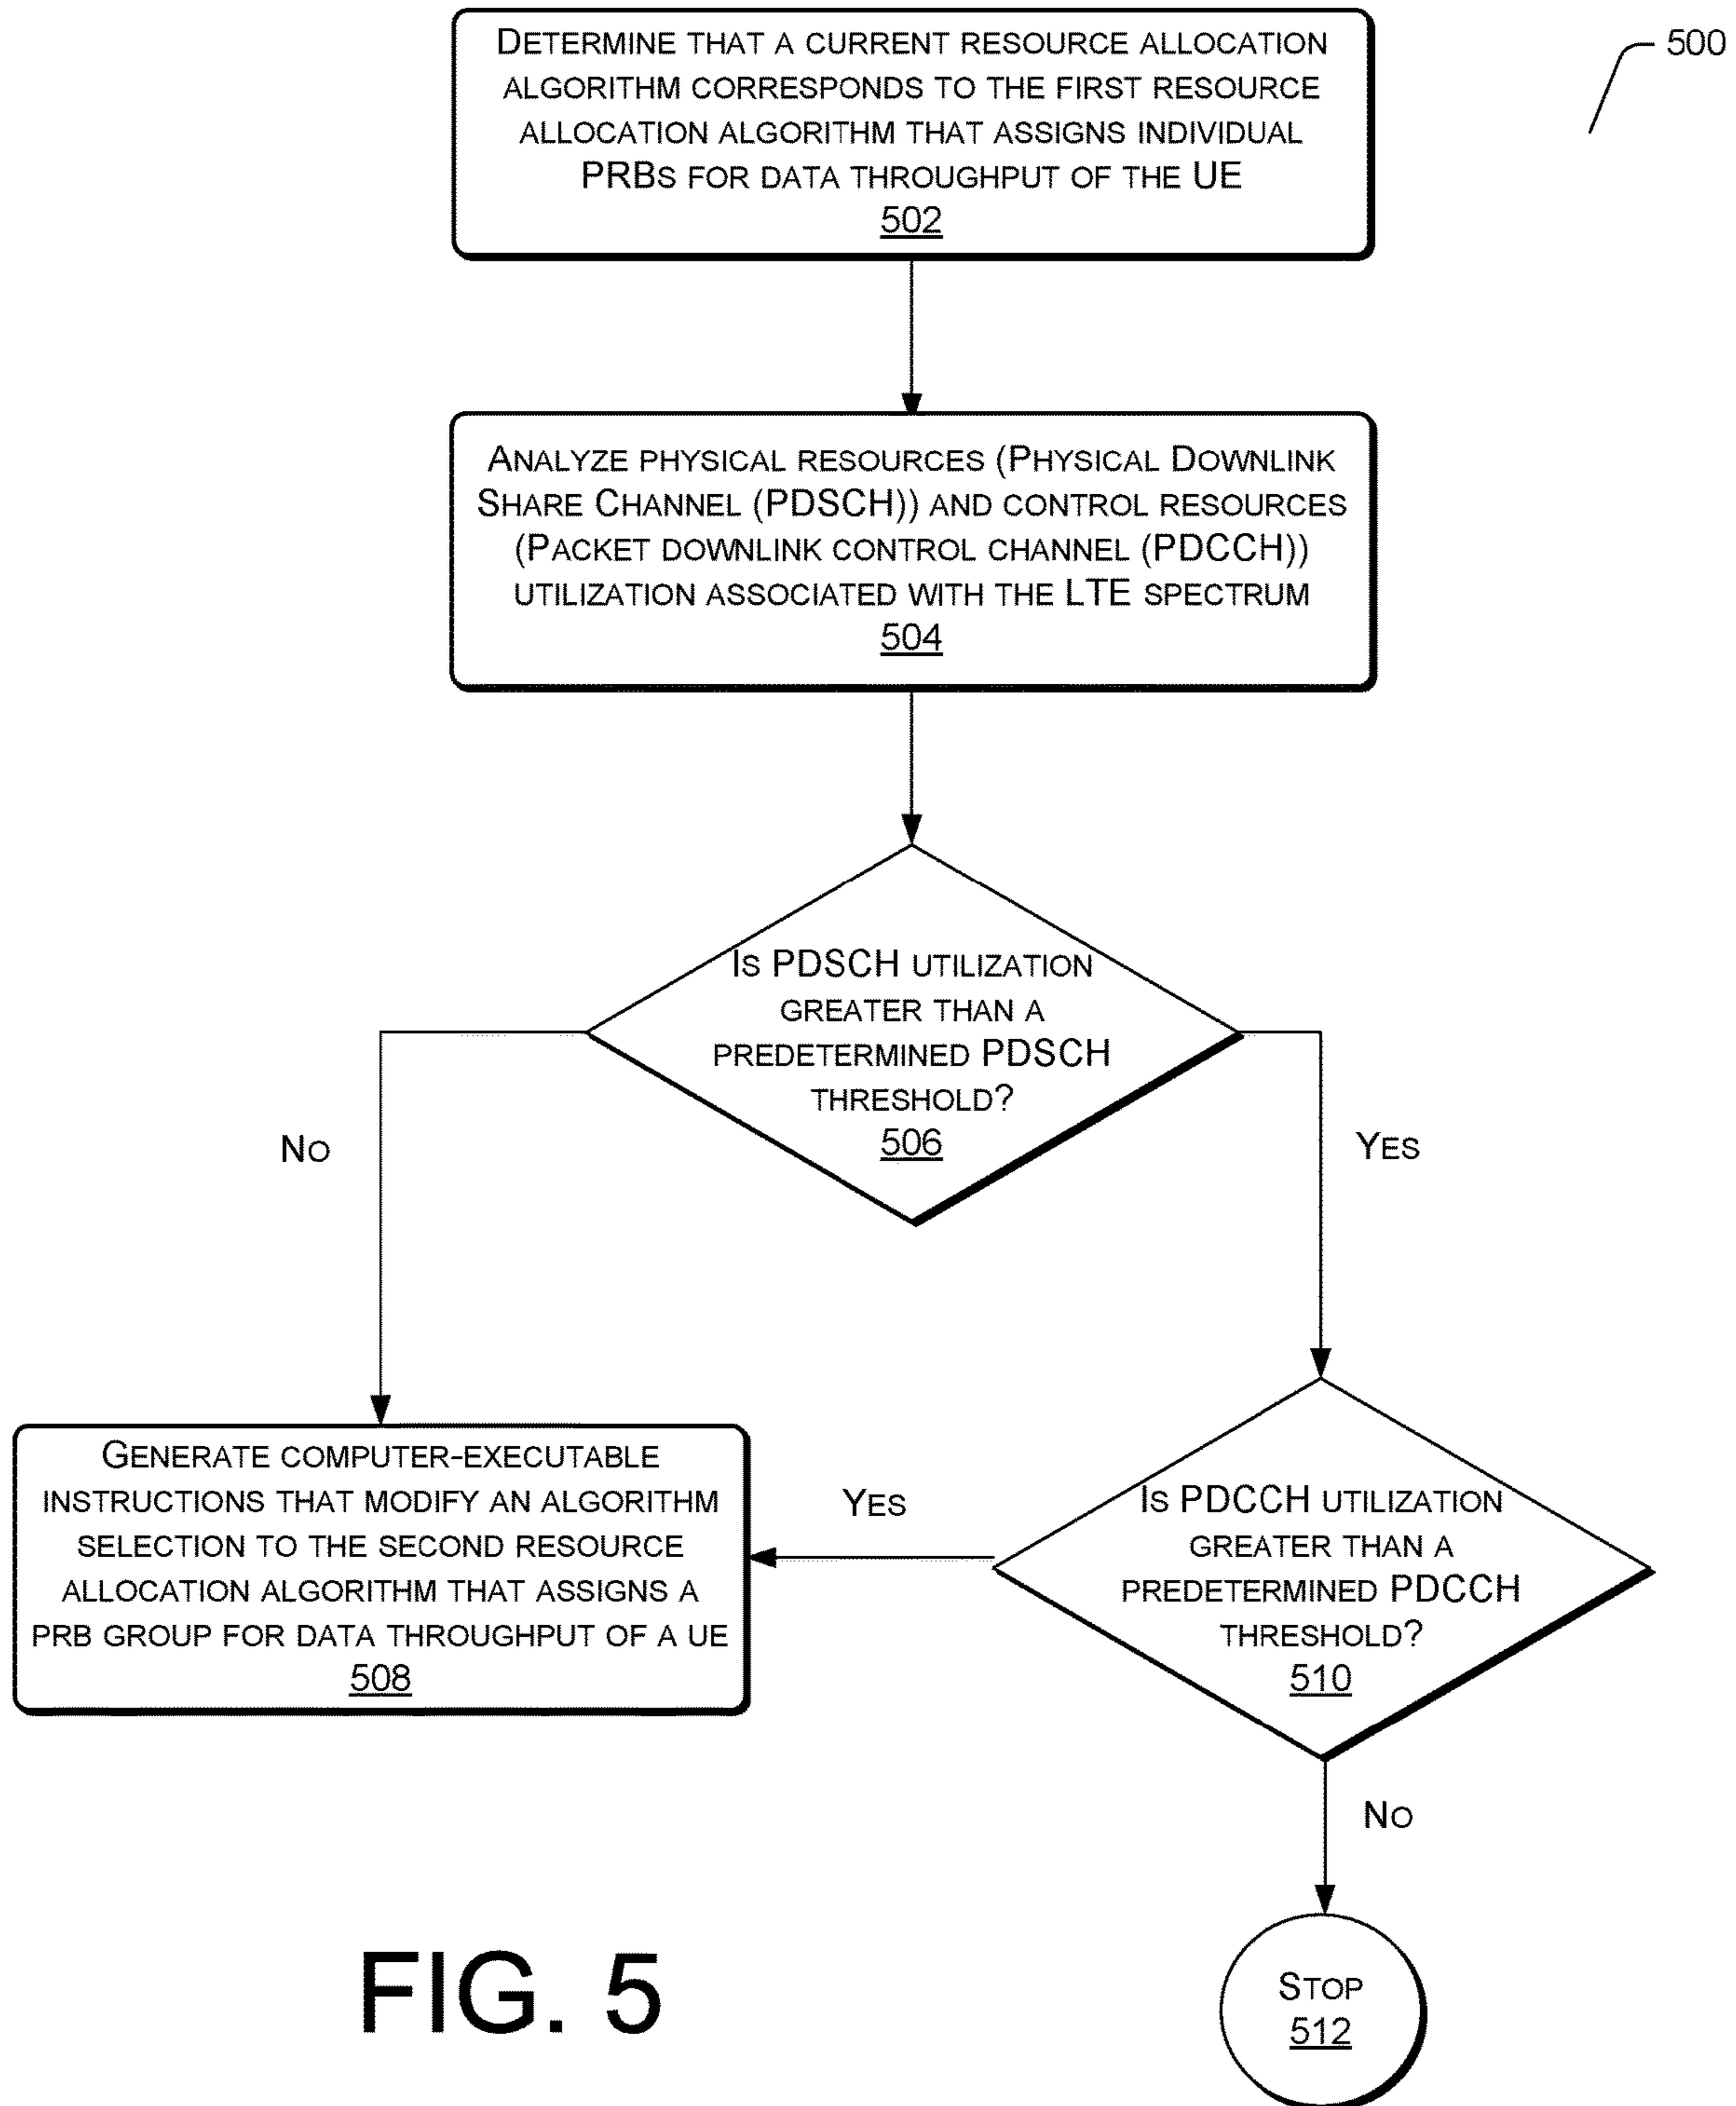 DETERMINE THAT A CURRENT RESOURCE ALLOCATION
ALGORITHM CORRESPONDS TO THE FIRST RESOURCE
ALLOCATION ALGORITHM THAT ASSIGNS INDIVIDUAL
PRBS FOR DATA THROUGHPUT OF THE UE
502
500
ANALYZE PHYSICAL RESOURCES (PHYSICAL DOWNLINK
SHARE CHANNEL (PDSCH)) AND CONTROL RESOURCES
(PACKET DOWNLINK CONTROL CHANNEL (PDCCH))
UTILIZATION ASSOCIATED WITH THE LTE SPECTRUM
504
IS PDSCH UTILIZATION
GREATER THAN A
PREDETERMINED PDSCH
THRESHOLD?
506
NO
YES
GENERATE COMPUTER-EXECUTABLE
INSTRUCTIONS THAT MODIFY AN ALGORITHM
SELECTION TO THE SECOND RESOURCE
ALLOCATION ALGORITHM THAT ASSIGNS A
PRB GROUP FOR DATA THROUGHPUT OF A UE
508
YES
IS PDCCH UTILIZATION
GREATER THAN A
PREDETERMINED PDCCH
THRESHOLD?
510
NO
STOP
512
FIG. 5